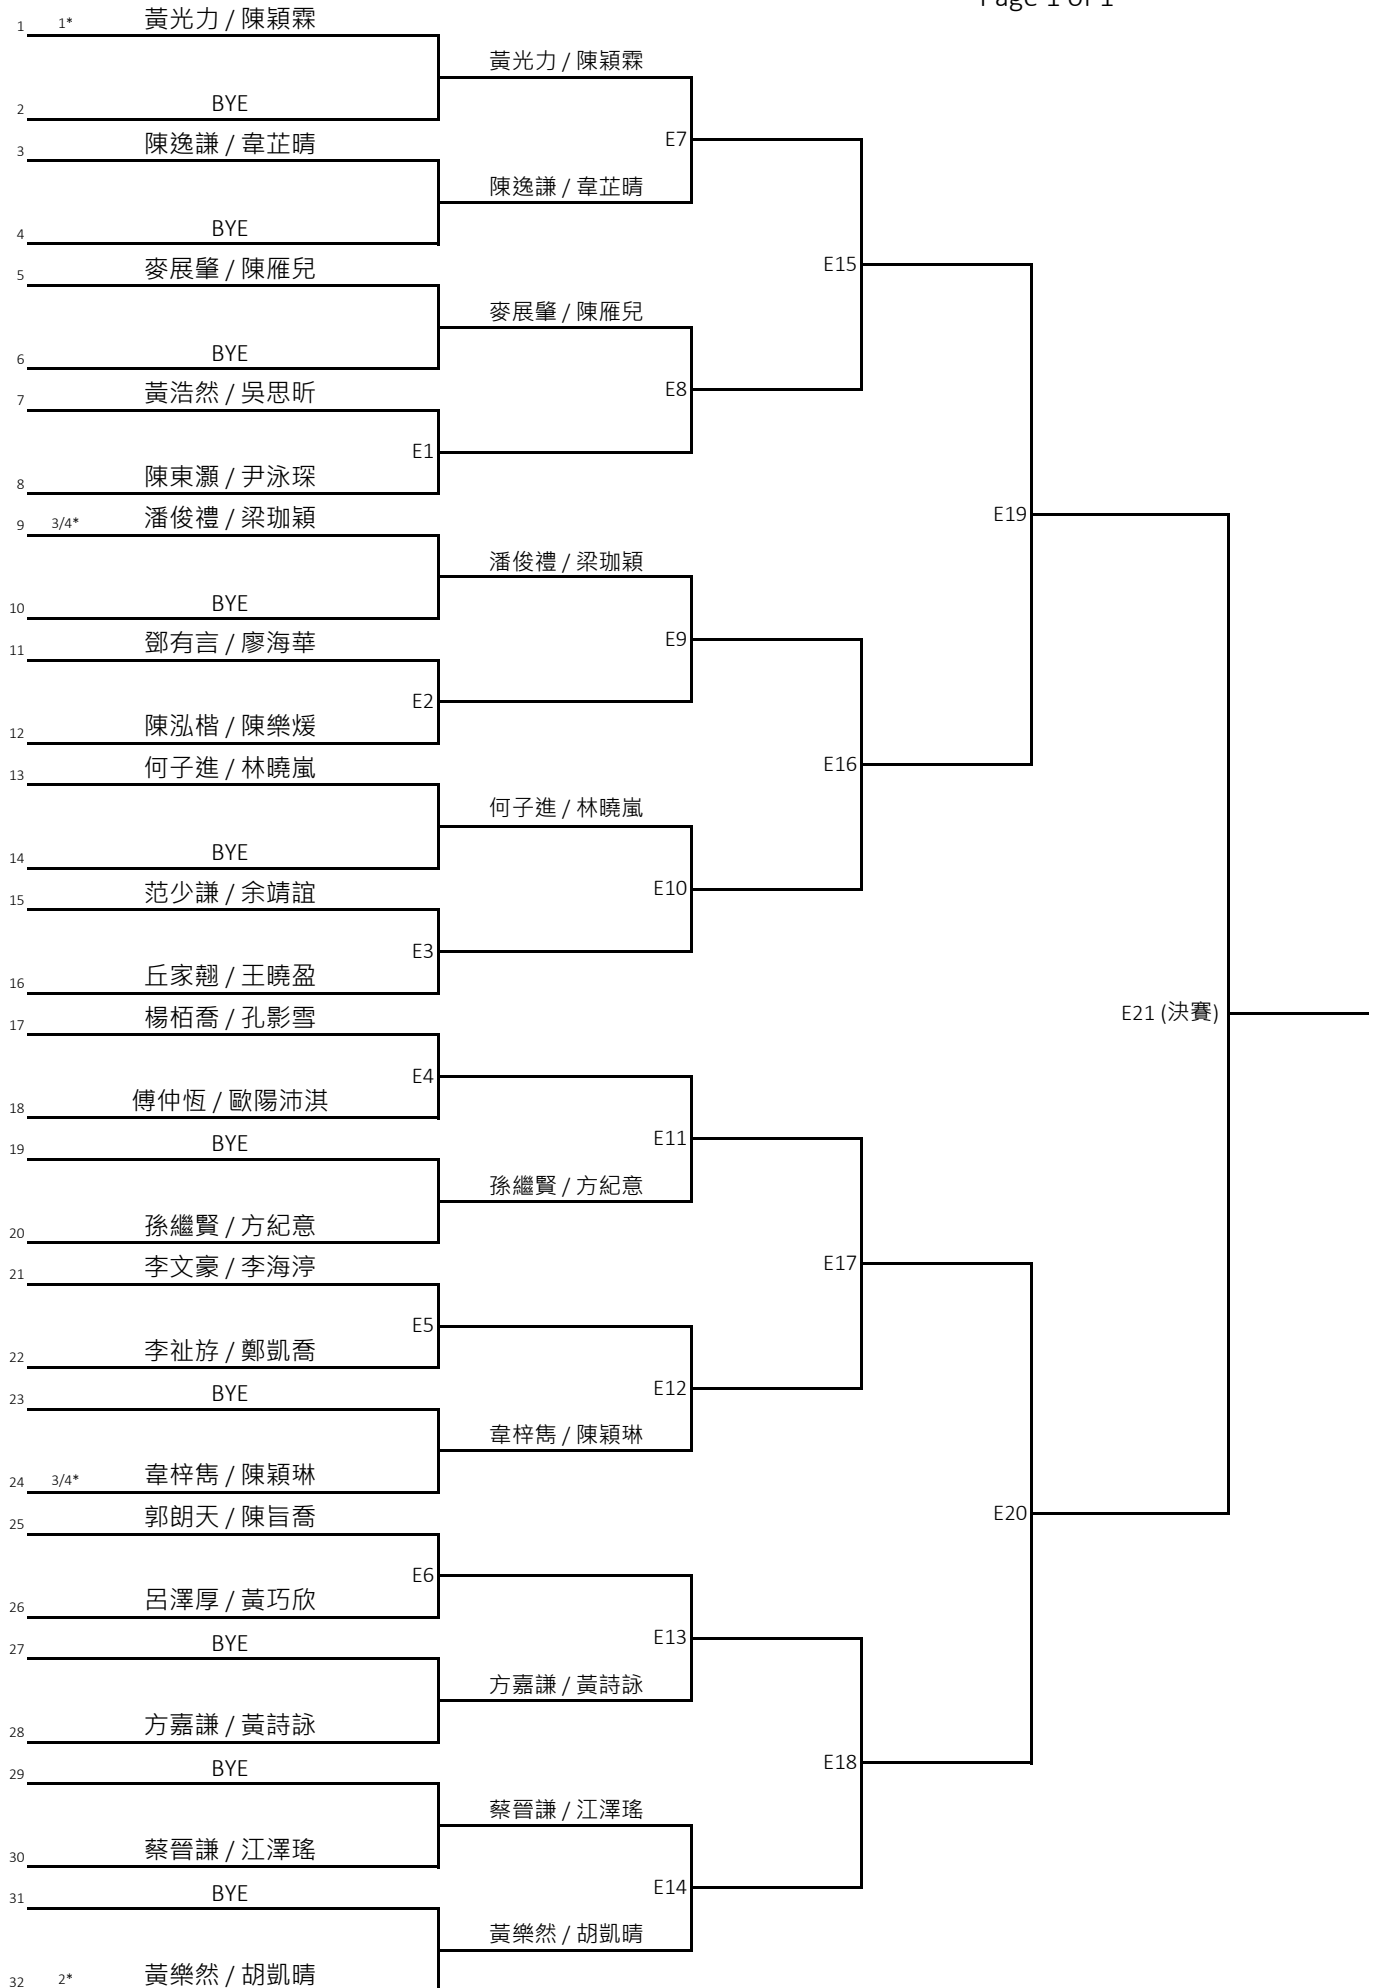 Page 1 of 1
1 1* 黃光力 / 陳穎霖
黃光力 / 陳穎霖
2 BYE
E7
3 陳逸謙 / 韋芷晴
陳逸謙 / 韋芷晴
4 BYE
E15
5 麥展肇 / 陳雁兒
麥展肇 / 陳雁兒
6 BYE
E8
7 黃浩然 / 吳思昕
E1
8 陳東灝 / 尹泳琛
E19
9 3/4* 潘俊禮 / 梁珈穎
潘俊禮 / 梁珈穎
10 BYE
E9
11 鄧有言 / 廖海華
E2
12 陳泓楷 / 陳樂煖
E16
13 何子進 / 林曉嵐
何子進 / 林曉嵐
14 BYE
E10
15 范少謙 / 余靖誼
E3
16 丘家翹 / 王曉盈
E21 (決賽)
17 楊栢喬 / 孔影雪
E4
18 傅仲恆 / 歐陽沛淇
E11
19 BYE
孫繼賢 / 方紀意
20 孫繼賢 / 方紀意
E17
21 李文豪 / 李海渟
E5
22 李祉斿 / 鄭凱喬
E12
23 BYE
韋梓雋 / 陳穎琳
24 3/4* 韋梓雋 / 陳穎琳
E20
25 郭朗天 / 陳旨喬
E6
26 呂澤厚 / 黃巧欣
E13
27 BYE
方嘉謙 / 黃詩詠
28 方嘉謙 / 黃詩詠
E18
29 BYE
蔡晉謙 / 江澤瑤
30 蔡晉謙 / 江澤瑤
E14
31 BYE
黃樂然 / 胡凱晴
32 2* 黃樂然 / 胡凱晴